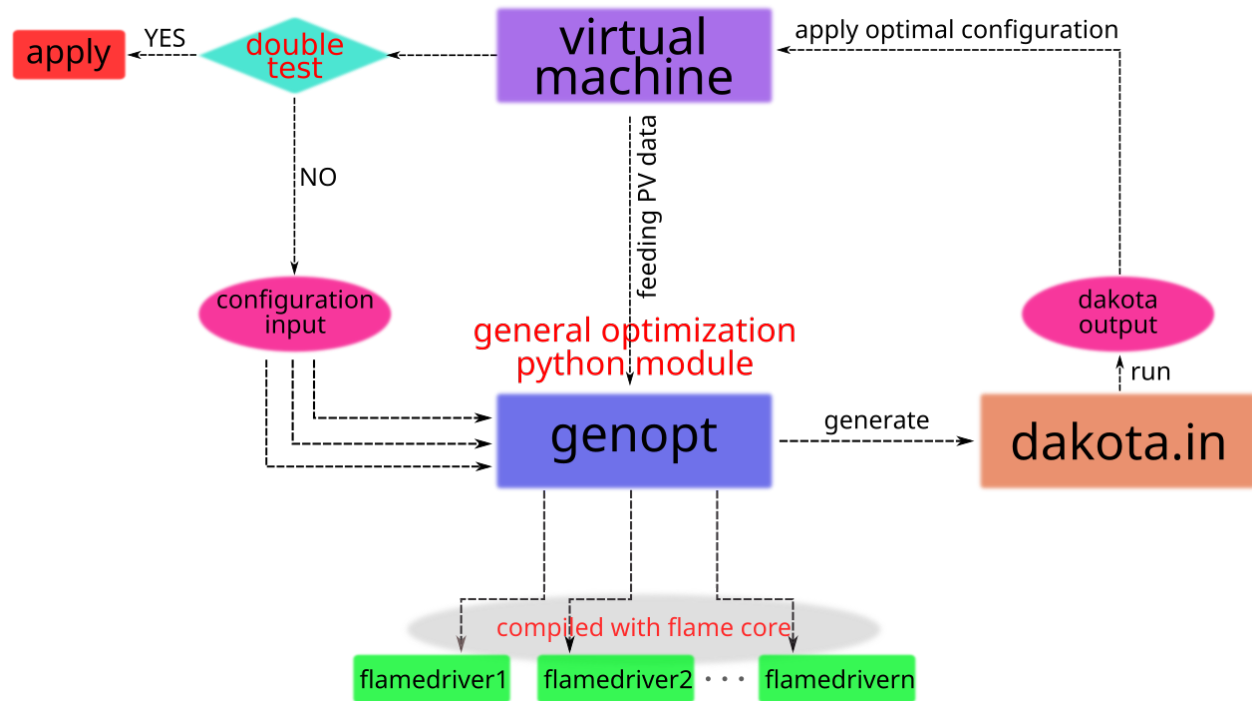 apply
YES
double
test
virtual
machine
apply optimal configuration
NO
feeding PV data
configuration
input
general optimization
python module
dakota
output
run
genopt
generate
dakota.in
compiled with flame core
flamedriver1
flamedriver2
• • •
flamedrivern